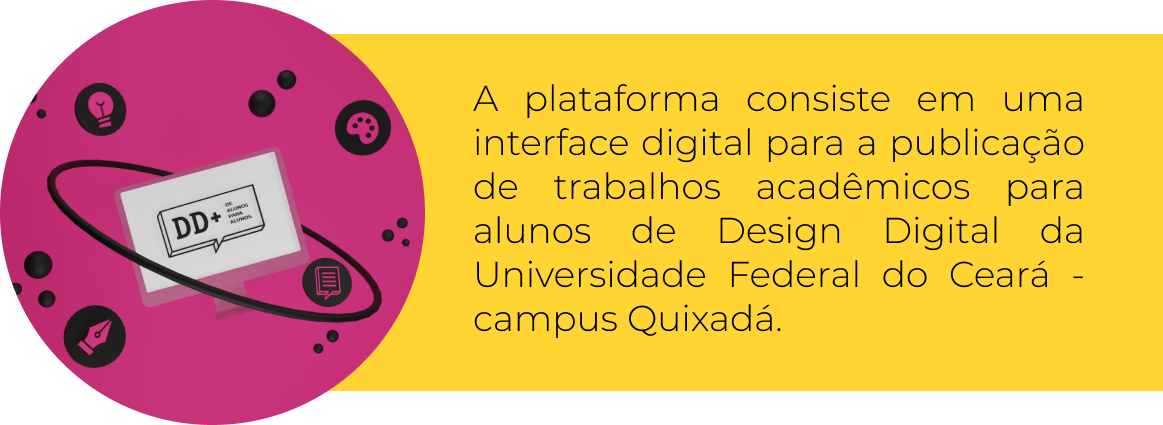 DD+
DE
ALUNOS
PARA
ALUNOS.
A plataforma consiste em uma
interface digital para a publicação
de trabalhos acadêmicos para
alunos de Design Digital da
Universidade Federal do Ceará -
campus Quixadá.